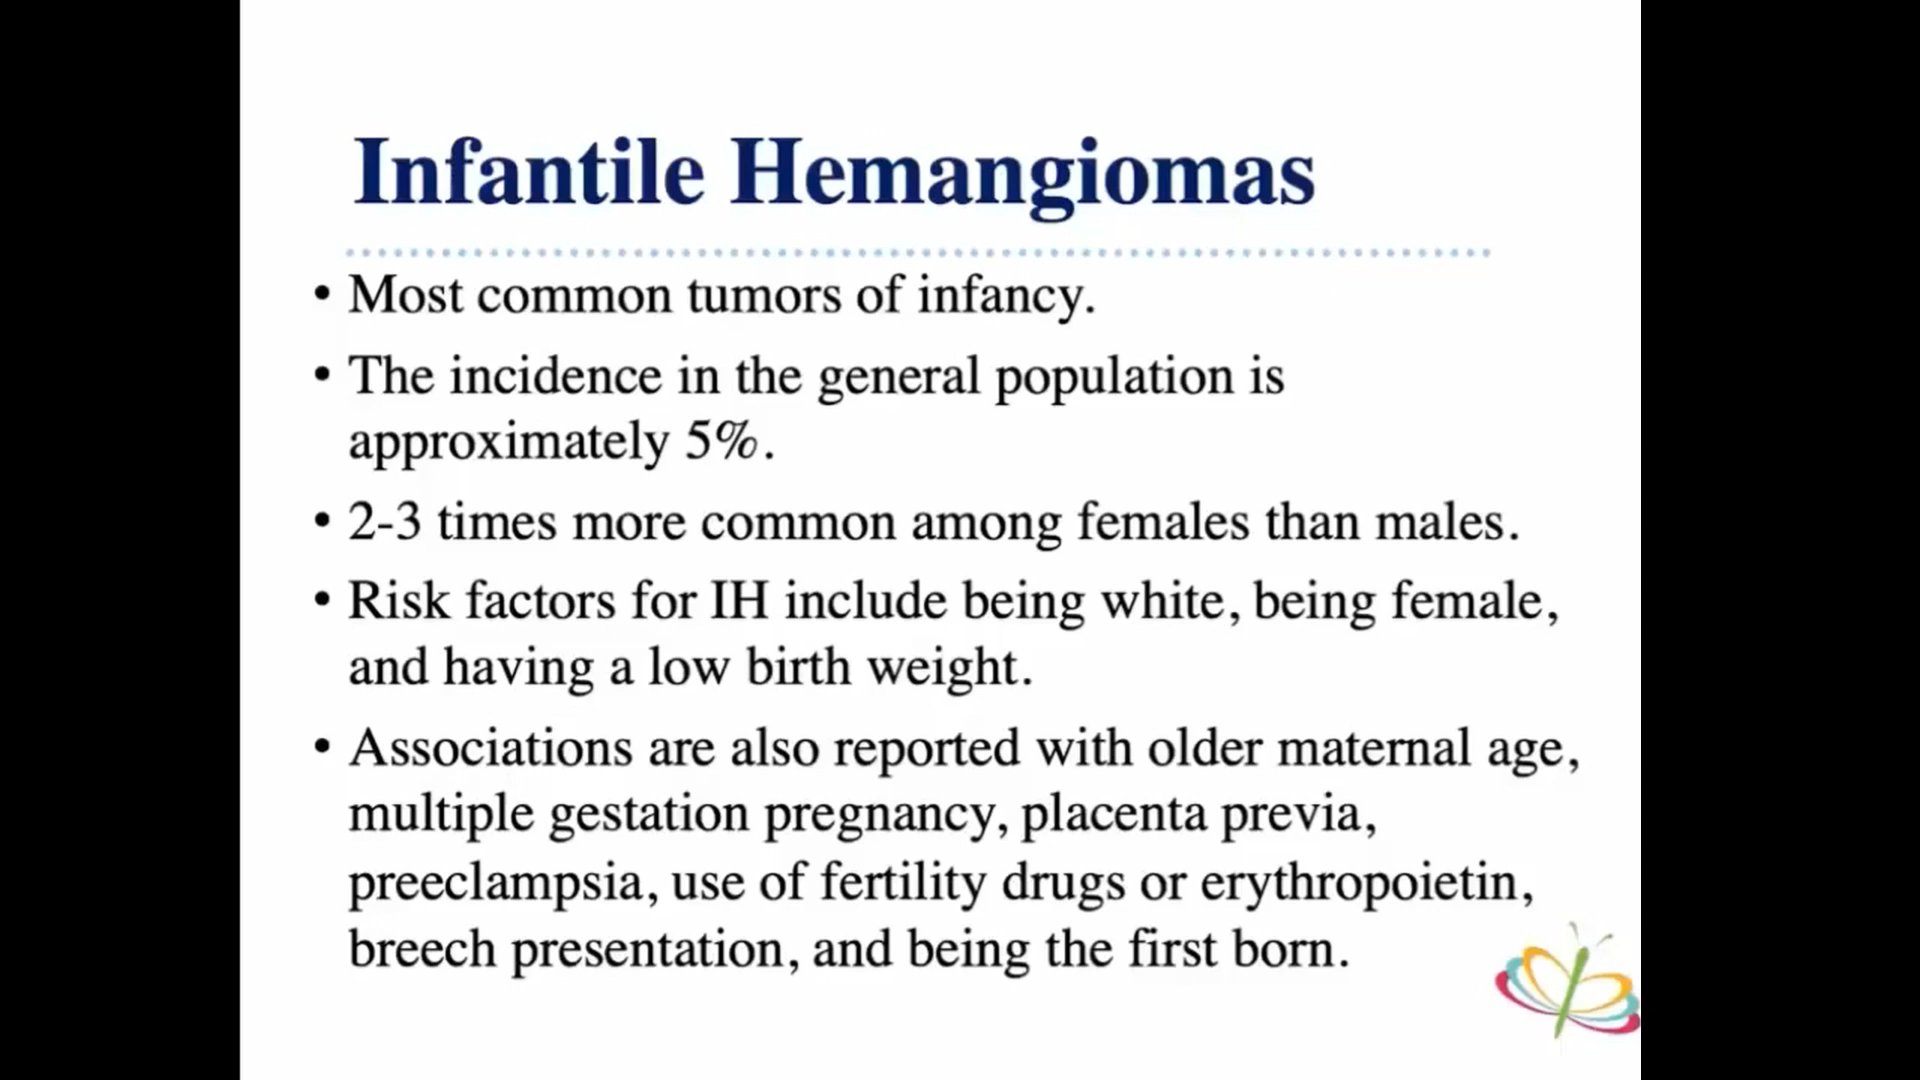 Infantile Hemangiomas
• Most common tumors of infancy.
• The incidence in the general population is
approximately 5%.
• 2-3 times more common among females than males.
• Risk factors for IH include being white, being female,
and having a low birth weight.
• Associations are also reported with older maternal age,
multiple gestation pregnancy, placenta previa,
preeclampsia, use of fertility drugs or erythropoietin,
breech presentation, and being the first born.